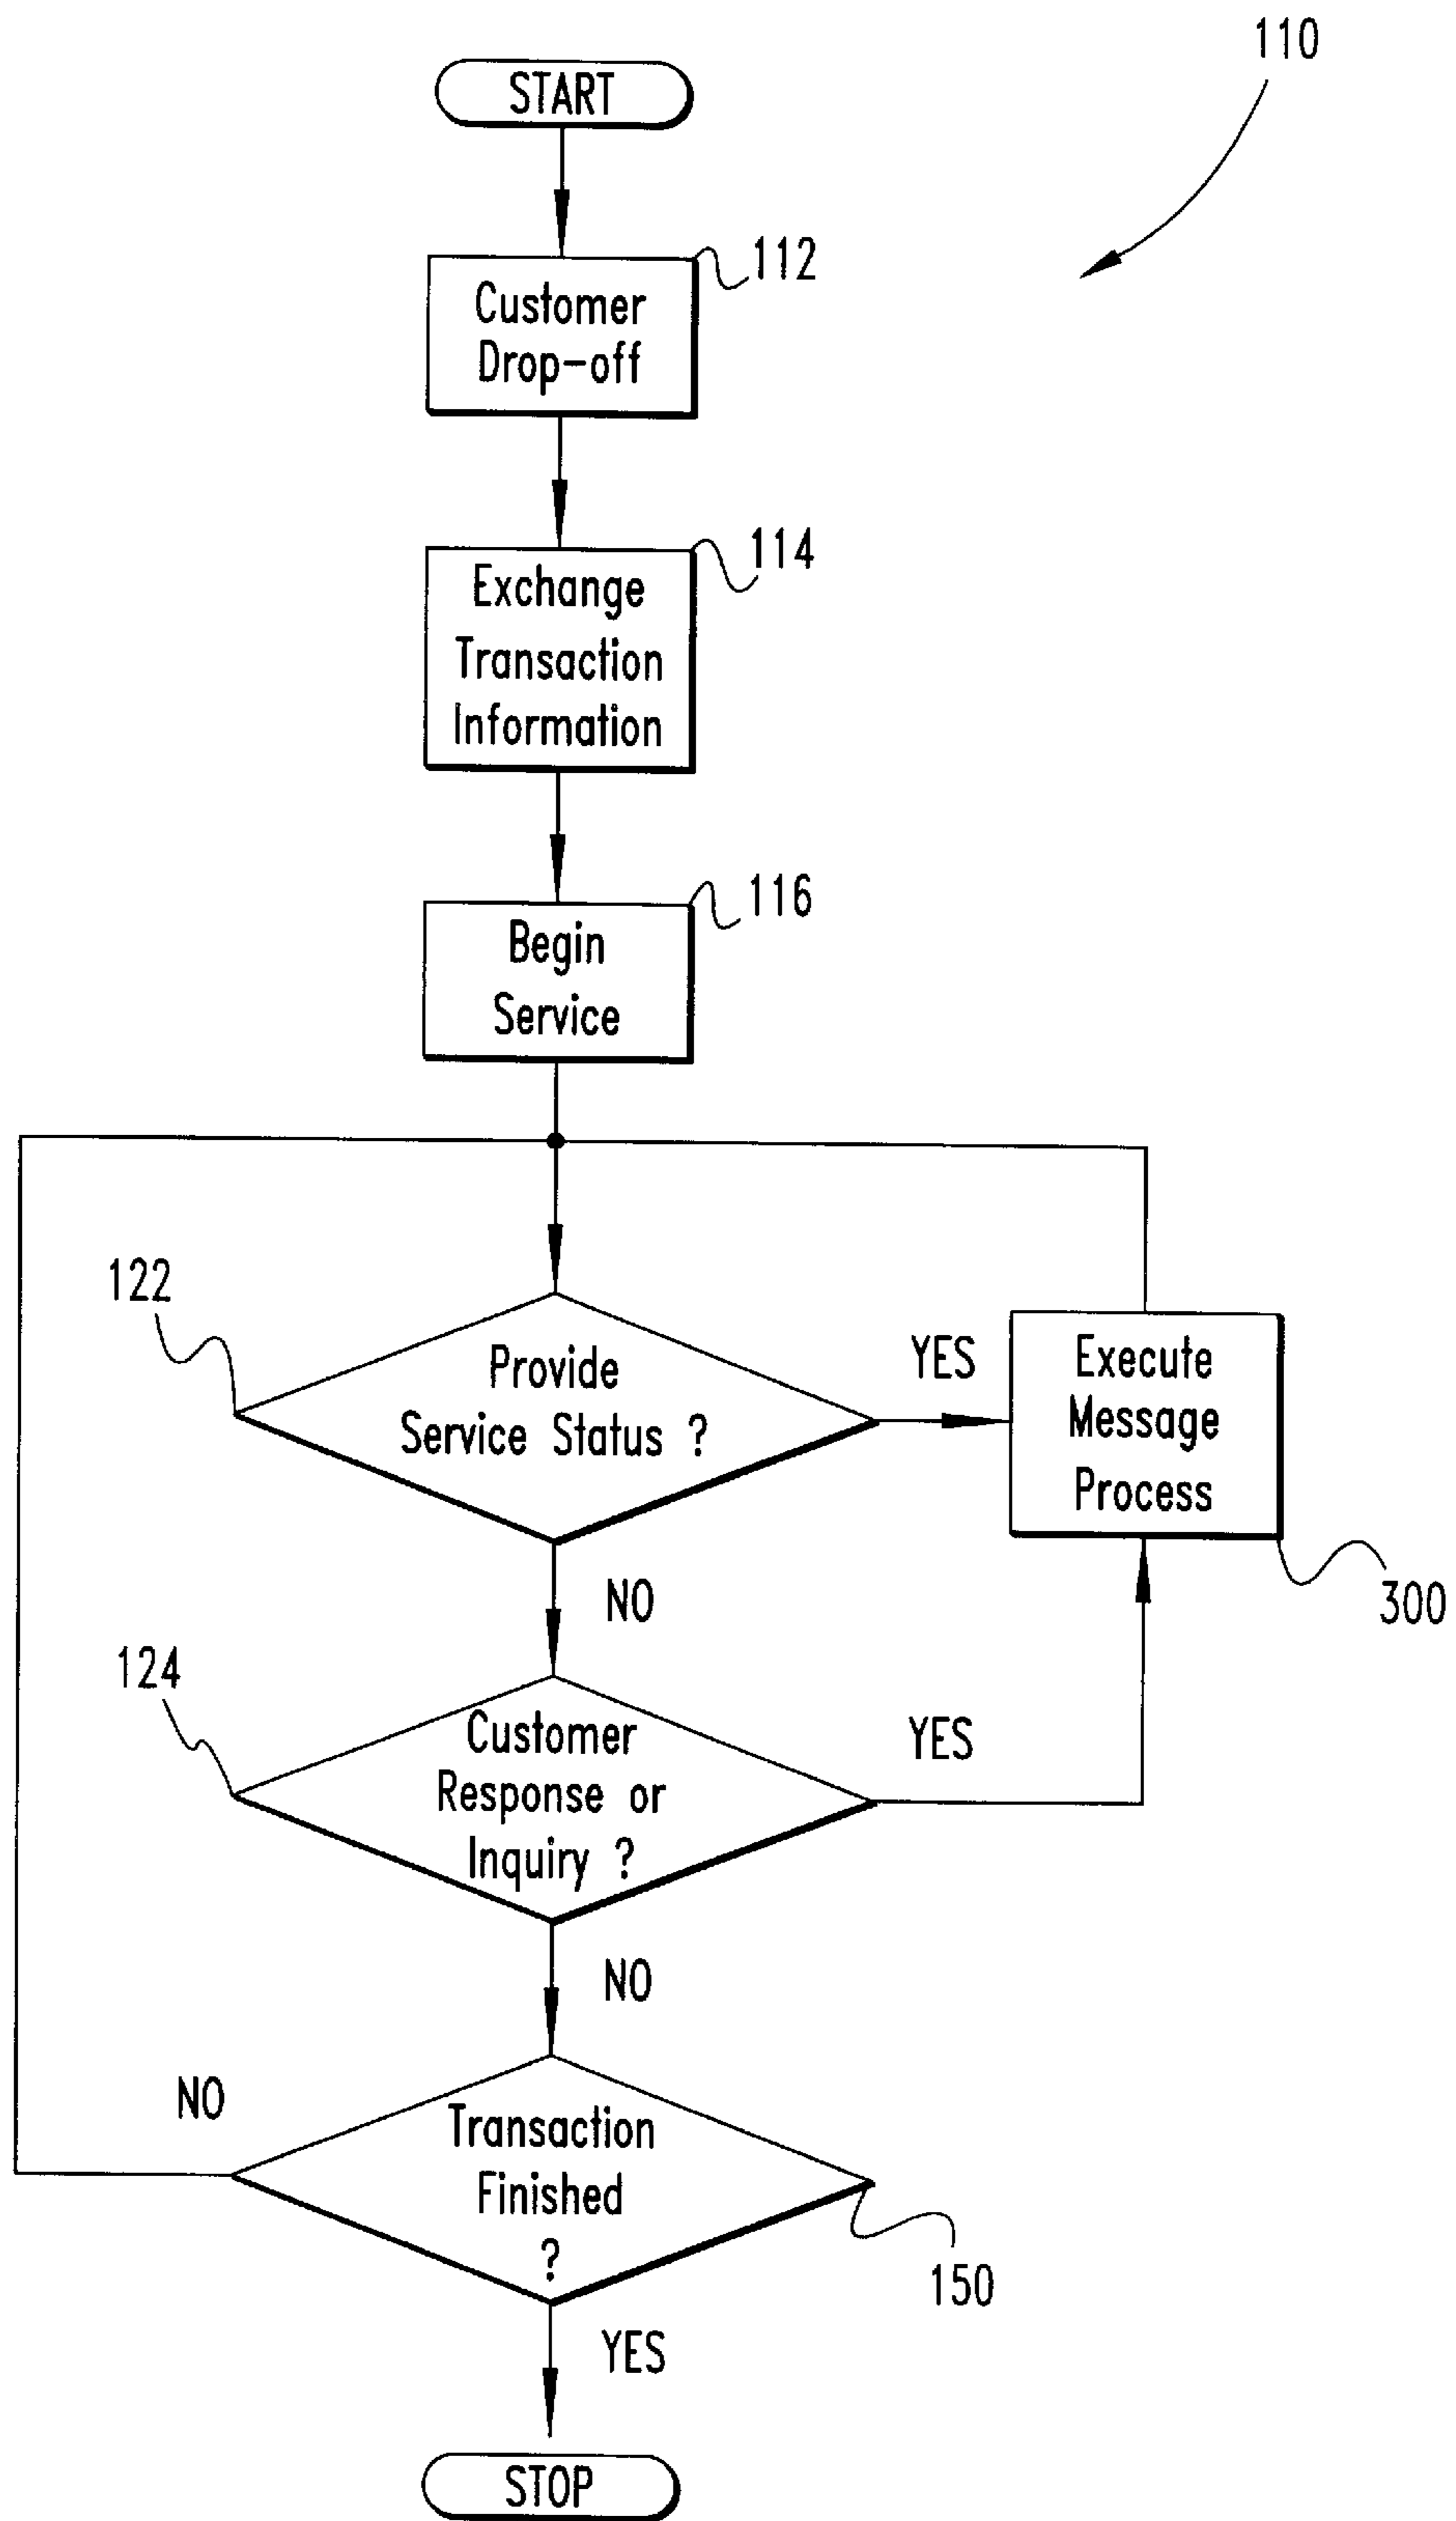 110
START
112
Customer
Drop-off
114
Exchange
Transaction
Information
116
Begin
Service
122
Provide
Service Status ?
YES
Execute
Message
Process
300
NO
124
Customer
Response or
Inquiry ?
YES
NO
NO
Transaction
Finished
?
150
YES
STOP